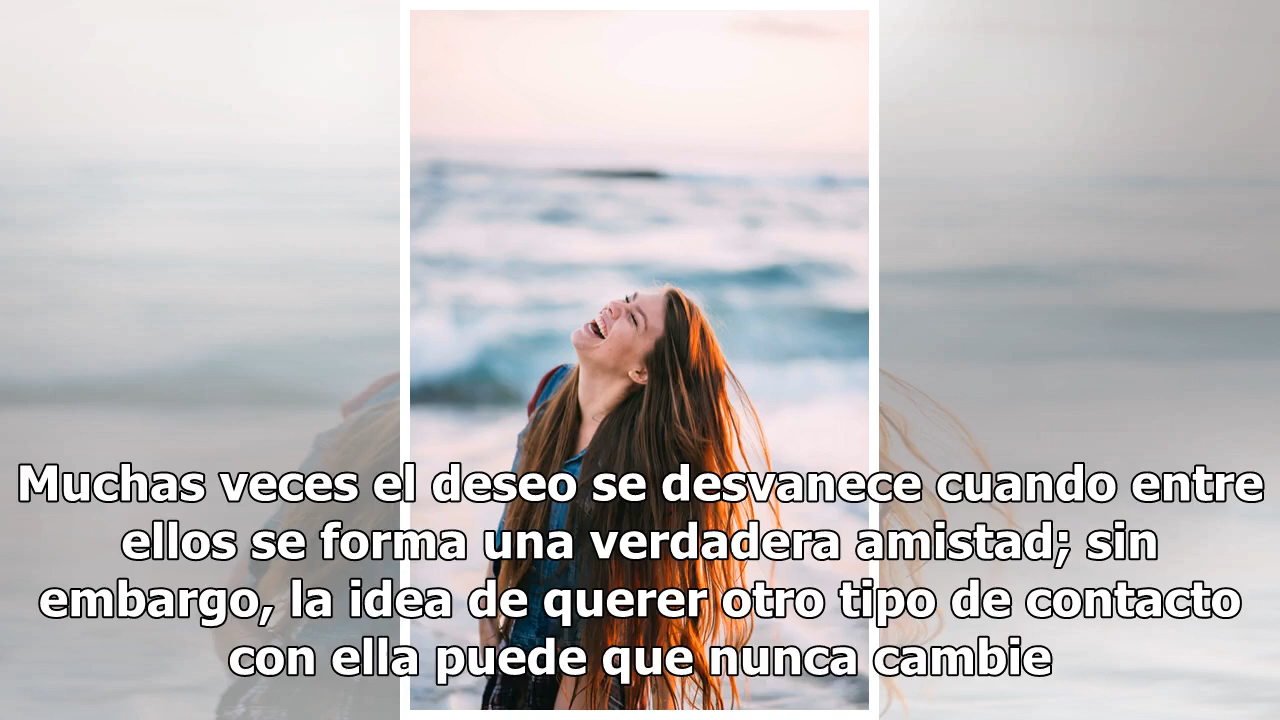 Muchas veces el deseo se desvanece cuando entre
ellos se forma una verdadera amistad; sin
embargo, la idea de querer otro tipo de contacto
con ella puede que nunca cambie